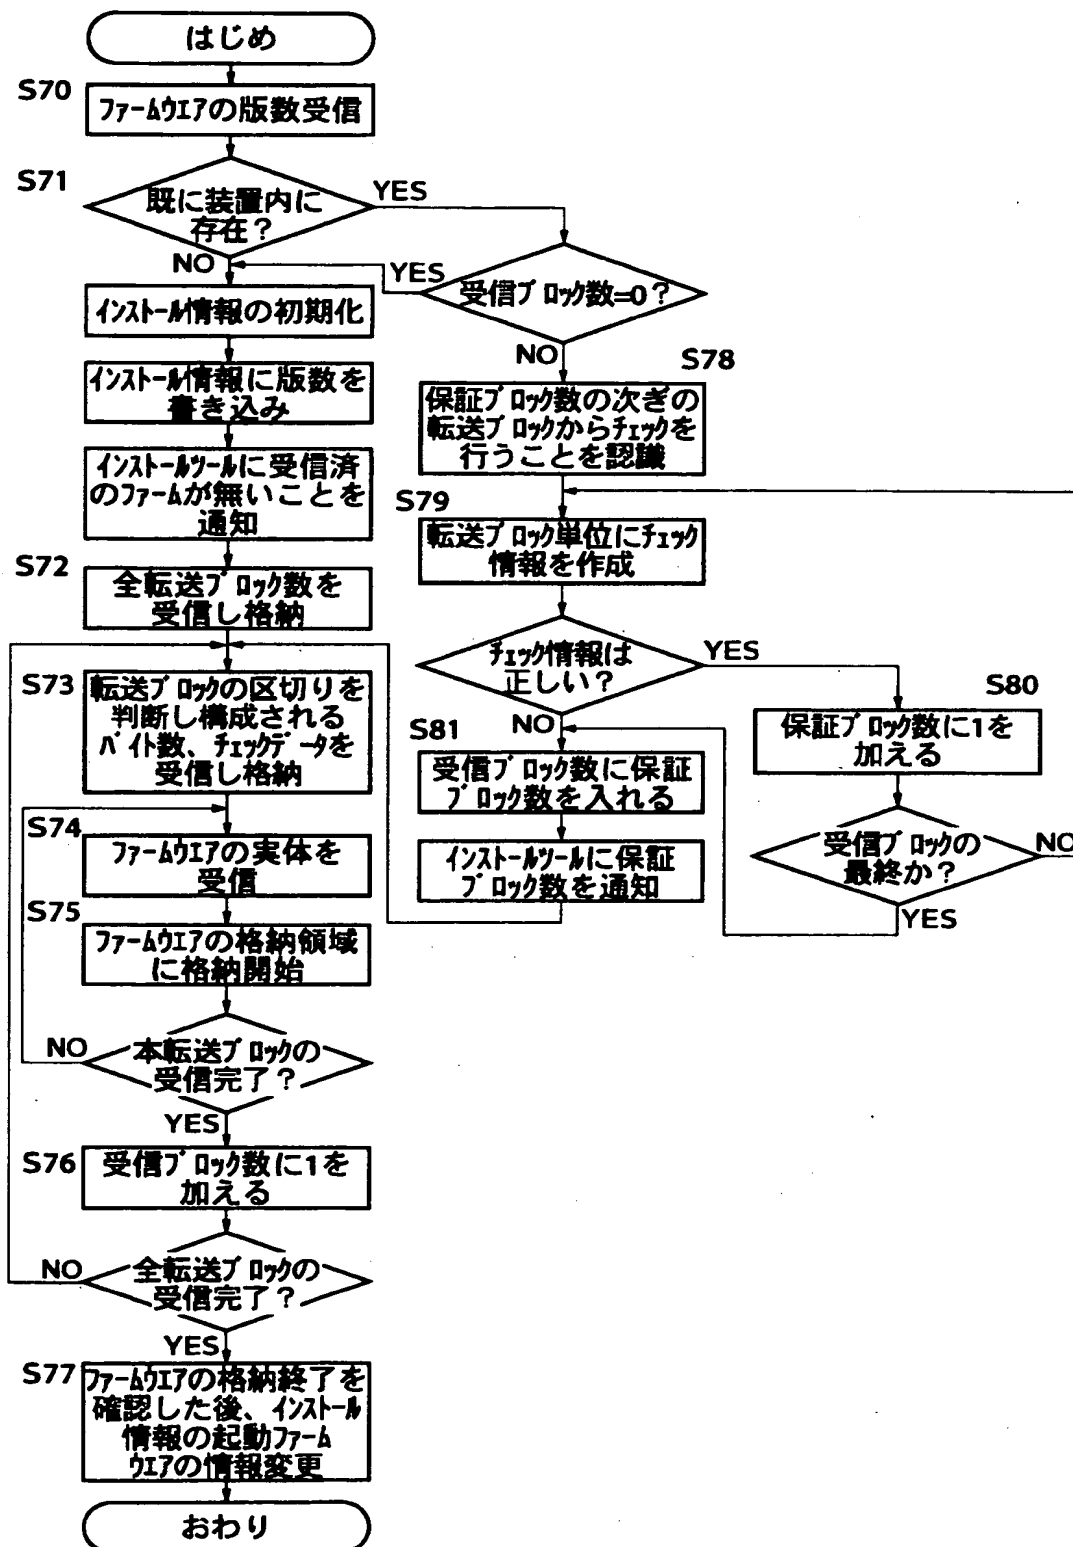 はじめ
S70
ファームウエアの版数受信
S71
既に装置内に
存在？
YES
NO
YES
受信ブロック数=0？
NO
インストール情報の初期化
インストール情報に版数を
書き込み
インストールツールに受信済
のファームが無いことを
通知
S72
全転送ブロック数を
受信し格納
S73
転送ブロックの区切りを
判断し構成される
バイト数、チェックデータを
受信し格納
S74
ファームウエアの実体を
受信
S75
ファームウエアの格納領域
に格納開始
NO
本転送ブロックの
受信完了？
YES
S76
受信ブロック数に1を
加える
NO
全転送ブロックの
受信完了？
YES
S77
ファームウエアの格納終了を
確認した後、インストール
情報の起動ファーム
ウエアの情報変更
おわり
S78
保証ブロック数の次ぎの
転送ブロックからチェックを
行うことを認識
S79
転送ブロック単位にチェック
情報を作成
チェック情報は
正しい？
YES
NO
S80
保証ブロック数に1を
加える
受信ブロックの
最終か？
NO
YES
S81
受信ブロック数に保証
ブロック数を入れる
インストールツールに保証
ブロック数を通知